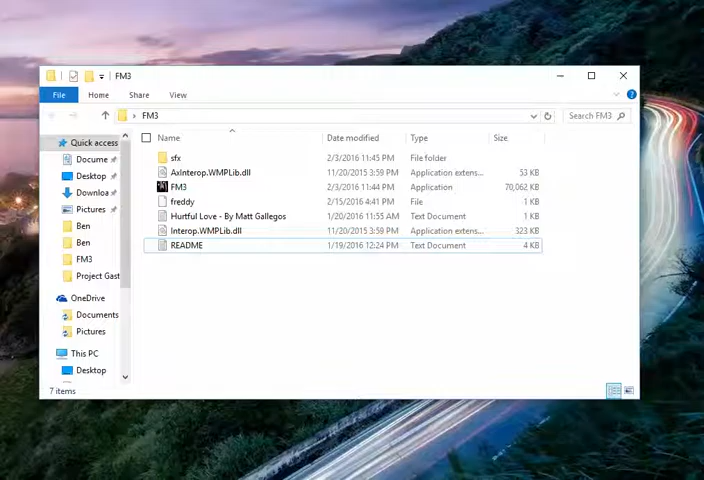 FM3
File Home Share View
FM3 Search FM3
Quick access
Docume
Desktop
Downloa
Pictures
Ben
Ben
FM3
Project Gast
OneDrive
Documents
Pictures
This PC
Desktop
Name Date modified Type Size
sfx 2/3/2016 11:45 PM File folder
AxInterop.WMPLib.dll 11/20/2015 3:59 PM Application extens... 53 KB
FM3 2/3/2016 11:44 PM Application 70,062 KB
freddy 2/15/2016 4:41 PM File 1 KB
Hurtful Love - By Matt Gallegos 1/20/2016 11:55 AM Text Document 1 KB
Interop.WMPLib.dll 11/20/2015 3:59 PM Application extens... 323 KB
README 1/19/2016 12:24 PM Text Document 4 KB
7 items